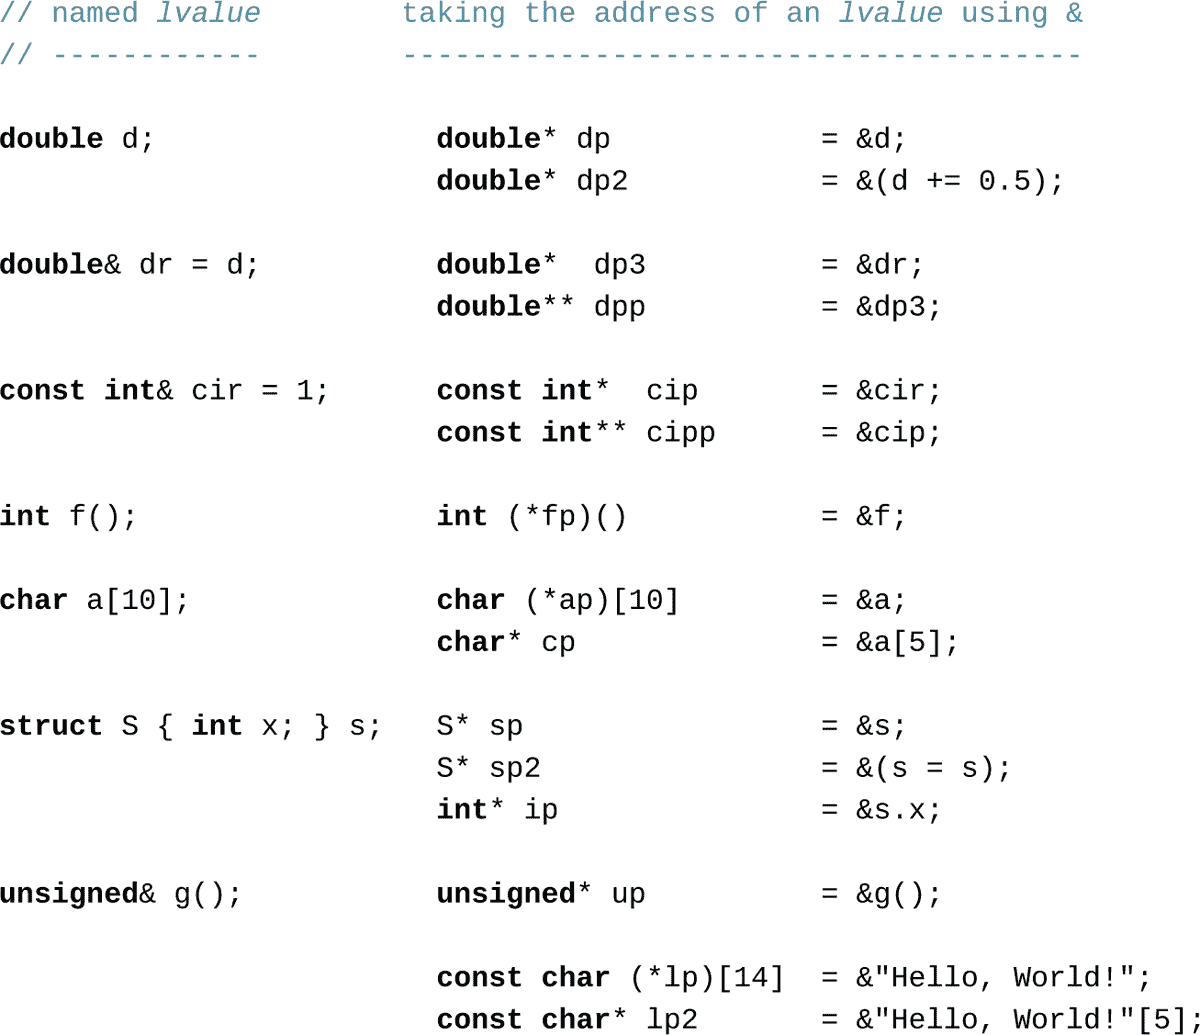 // named lvalue        taking the address of an lvalue using &
// ------------        ---------------------------------------
double d;                double* dp            = &d;
                         double* dp2           = &(d += 0.5);
double& dr = d;          double*  dp3          = &dr;
                         double** dpp          = &dp3;
const int& cir = 1;      const int*  cip       = &cir;
                         const int** cipp      = &cip;
int f();                 int (*fp)()           = &f;
char a[10];              char (*ap)[10]        = &a;
                         char* cp              = &a[5];
struct S { int x; } s;   S* sp                 = &s;
                         S* sp2                = &(s = s);
                         int* ip               = &s.x;
unsigned& g();           unsigned* up          = &g();
                         const char (*lp)[14]  = &"Hello, World!";
                         const char* lp2       = &"Hello, World!"[5];